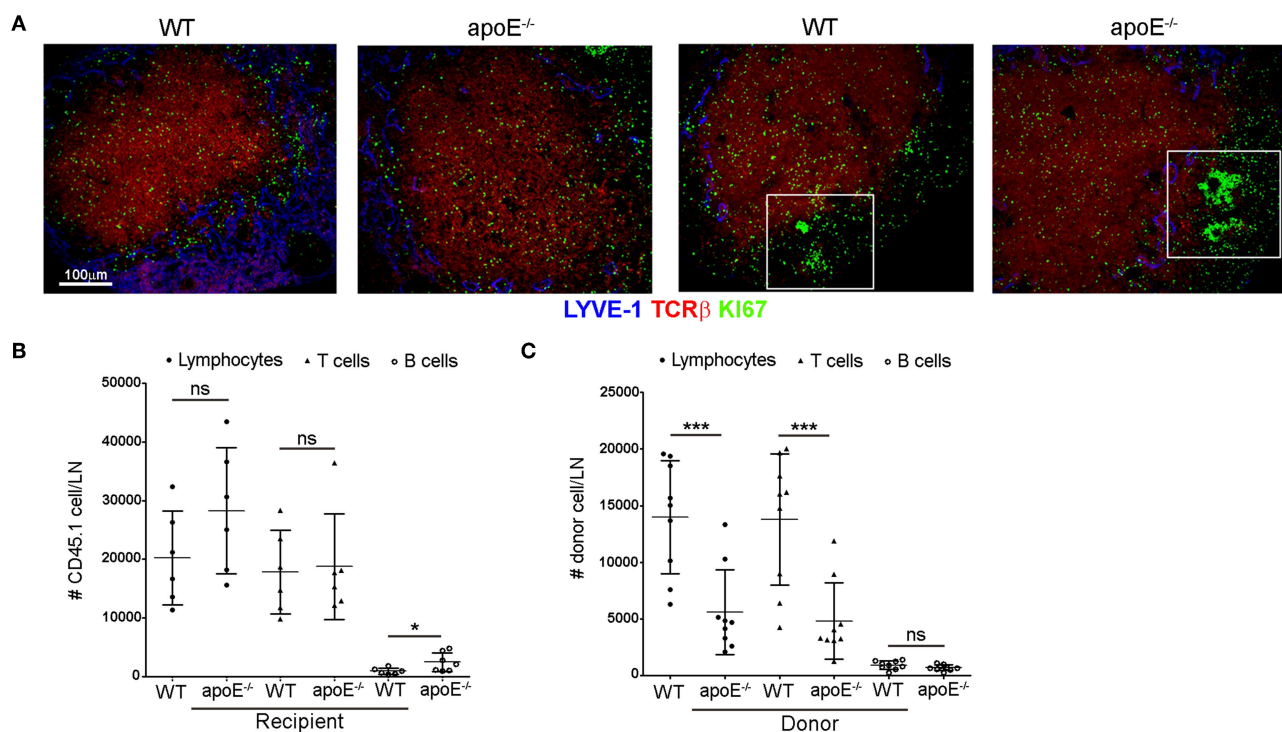 A
WT apoE-/- WT apoE-/-
100μm
LYVE-1 TCRβ KI67
B
• Lymphocytes ▲ T cells ○ B cells
# CD45.1 cell/LN
50000
40000
30000
20000
10000
0
ns
ns
*
WT apoE-/- WT apoE-/- WT apoE-/-
Recipient
C
• Lymphocytes ▲ T cells ○ B cells
# donor cell/LN
25000
20000
15000
10000
5000
0
***
***
ns
WT apoE-/- WT apoE-/- WT apoE-/-
Donor